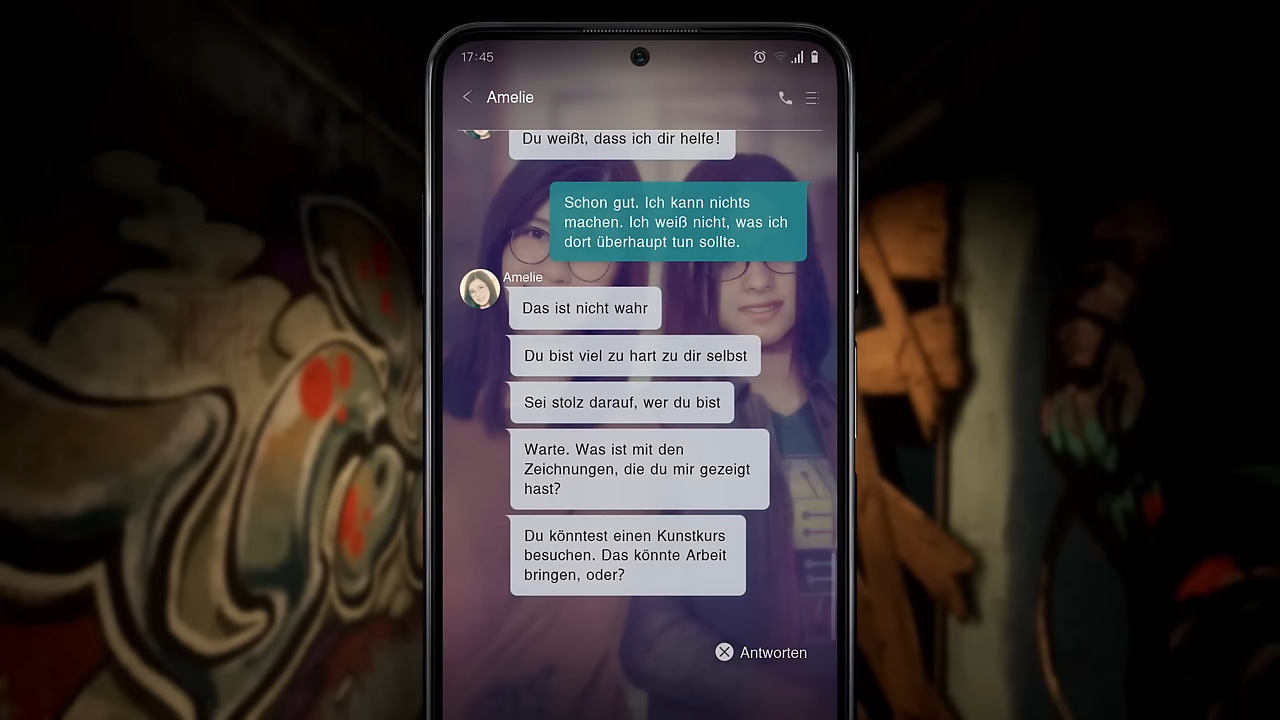 17:45
Amelie
Du weißt, dass ich dir helfe!
Schon gut. Ich kann nichts
machen. Ich weiß nicht, was ich
dort überhaupt tun sollte.
Amelie
Das ist nicht wahr
Du bist viel zu hart zu dir selbst
Sei stolz darauf, wer du bist
Warte. Was ist mit den
Zeichnungen, die du mir gezeigt
hast?
Du könntest einen Kunstkurs
besuchen. Das könnte Arbeit
bringen, oder?
Antworten